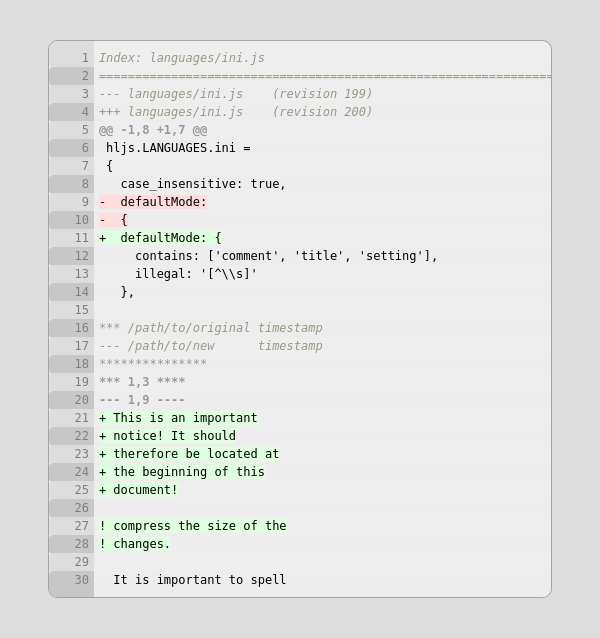 1 Index: languages/ini.js
2 ===============================================================
3 --- languages/ini.js    (revision 199)
4 +++ languages/ini.js    (revision 200)
5 @@ -1,8 +1,7 @@
6  hljs.LANGUAGES.ini =
7  {
8    case_insensitive: true,
9 -  defaultMode:
10 -  {
11 +  defaultMode: {
12      contains: ['comment', 'title', 'setting'],
13      illegal: '[^\\s]'
14    },
15
16 *** /path/to/original timestamp
17 --- /path/to/new      timestamp
18 ***************
19 *** 1,3 ****
20 --- 1,9 ----
21 + This is an important
22 + notice! It should
23 + therefore be located at
24 + the beginning of this
25 + document!
26
27 ! compress the size of the
28 ! changes.
29
30   It is important to spell